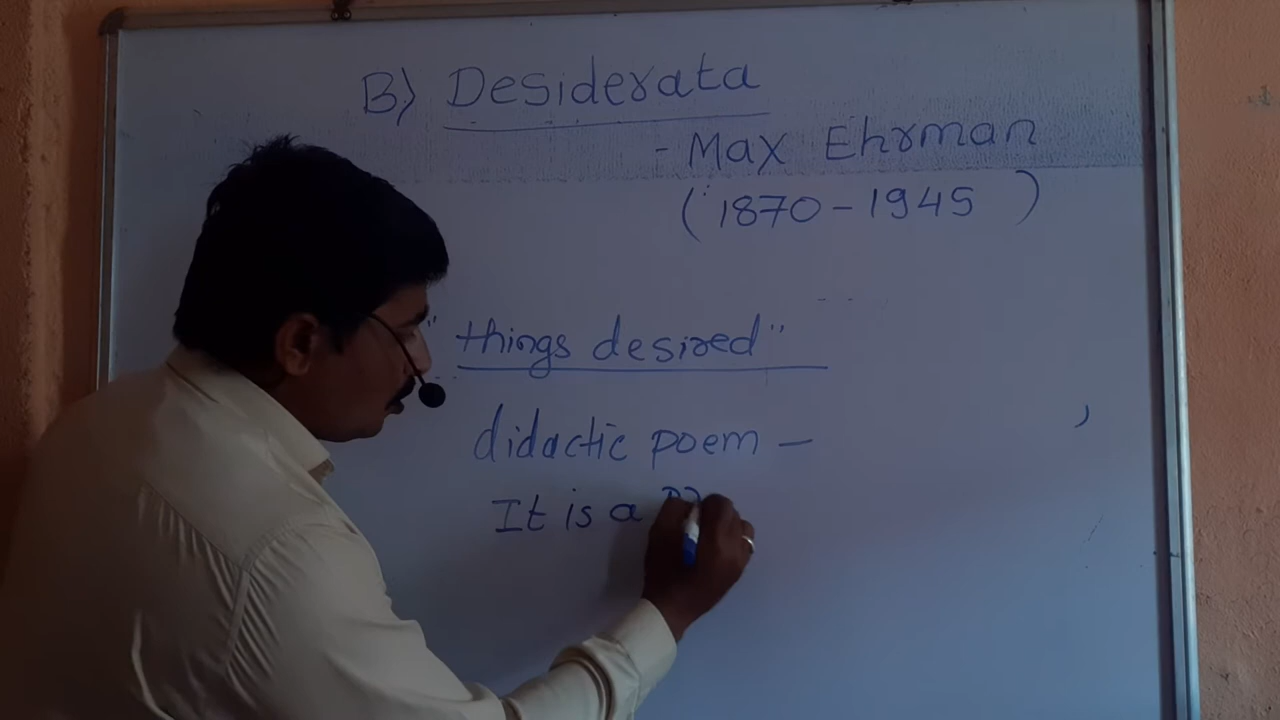 B) Desiderata
- Max Ehrman
(1870-1945)
"things desired"
didactic poem -
It is a